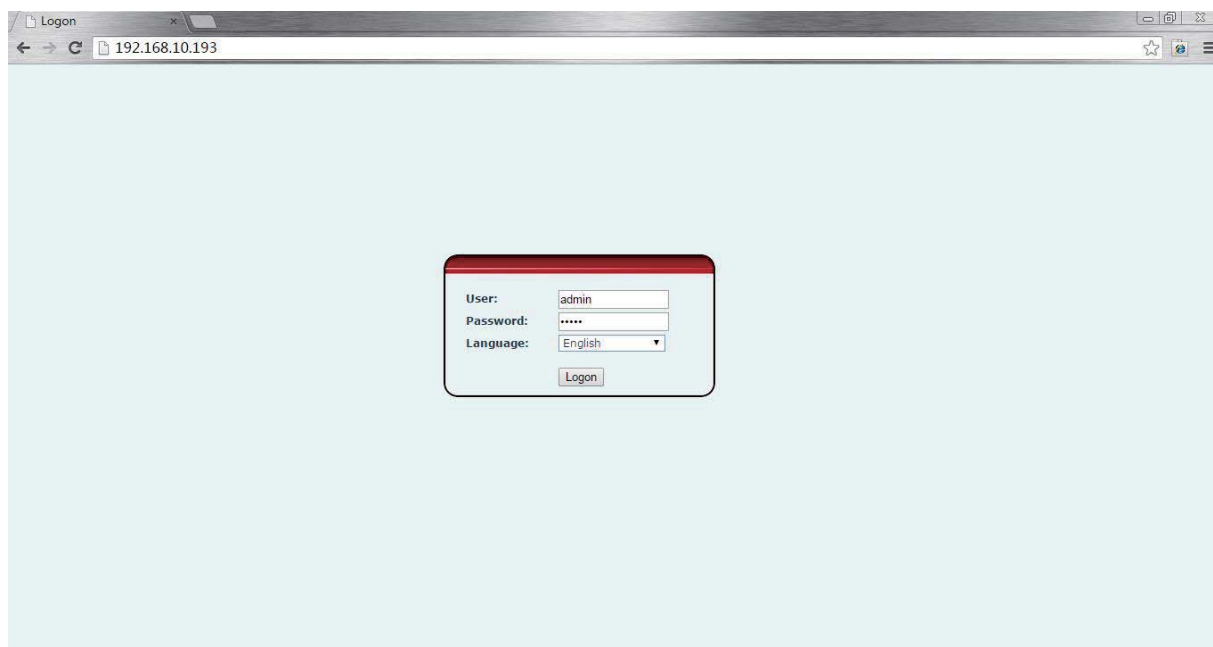 Logon
192.168.10.193
User: admin
Password: •••••
Language: English
Logon